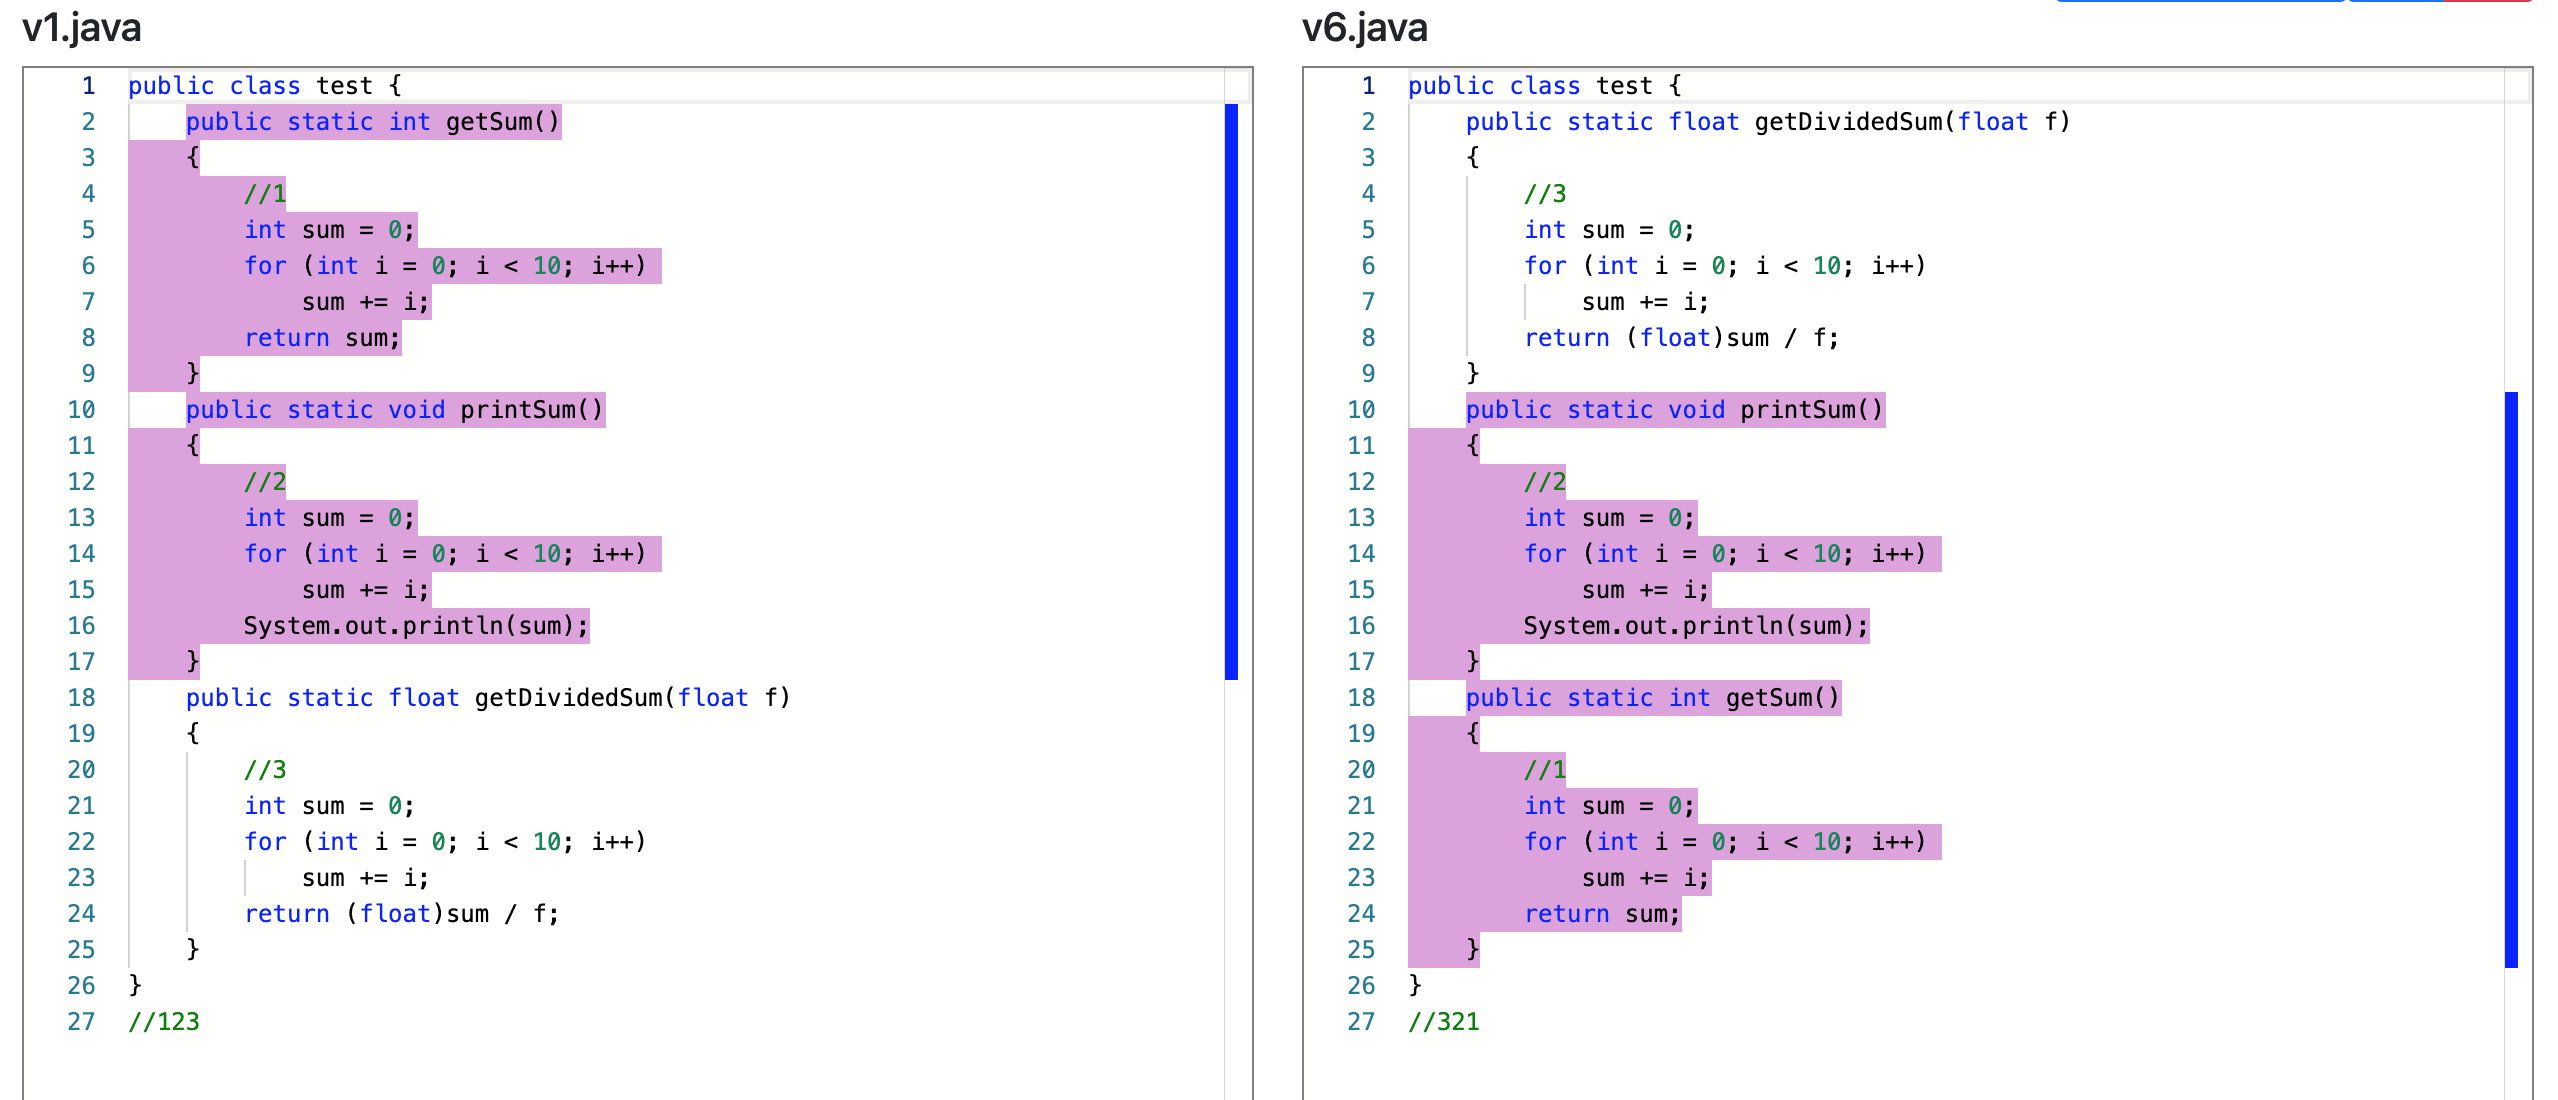 v1.java
1 public class test {
2 public static int getSum()
3 {
4 //1
5 int sum = 0;
6 for (int i = 0; i < 10; i++)
7 sum += i;
8 return sum;
9 }
10 public static void printSum()
11 {
12 //2
13 int sum = 0;
14 for (int i = 0; i < 10; i++)
15 sum += i;
16 System.out.println(sum);
17 }
18 public static float getDividedSum(float f)
19 {
20 //3
21 int sum = 0;
22 for (int i = 0; i < 10; i++)
23 sum += i;
24 return (float)sum / f;
25 }
26 }
27 //123
v6.java
1 public class test {
2 public static float getDividedSum(float f)
3 {
4 //3
5 int sum = 0;
6 for (int i = 0; i < 10; i++)
7 sum += i;
8 return (float)sum / f;
9 }
10 public static void printSum()
11 {
12 //2
13 int sum = 0;
14 for (int i = 0; i < 10; i++)
15 sum += i;
16 System.out.println(sum);
17 }
18 public static int getSum()
19 {
20 //1
21 int sum = 0;
22 for (int i = 0; i < 10; i++)
23 sum += i;
24 return sum;
25 }
26 }
27 //321